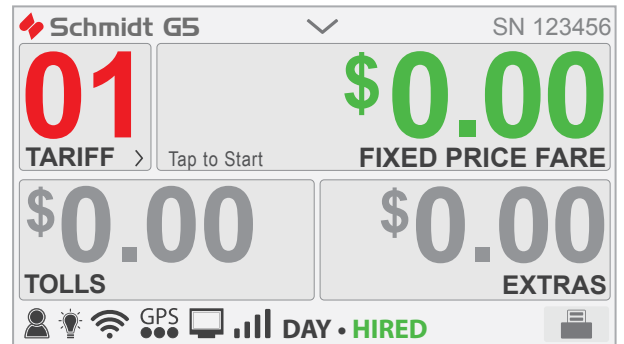 Schmidt G5 SN 123456
01 $0.00
TARIFF > Tap to Start FIXED PRICE FARE
$0.00 $0.00
TOLLS EXTRAS
GPS DAY • HIRED